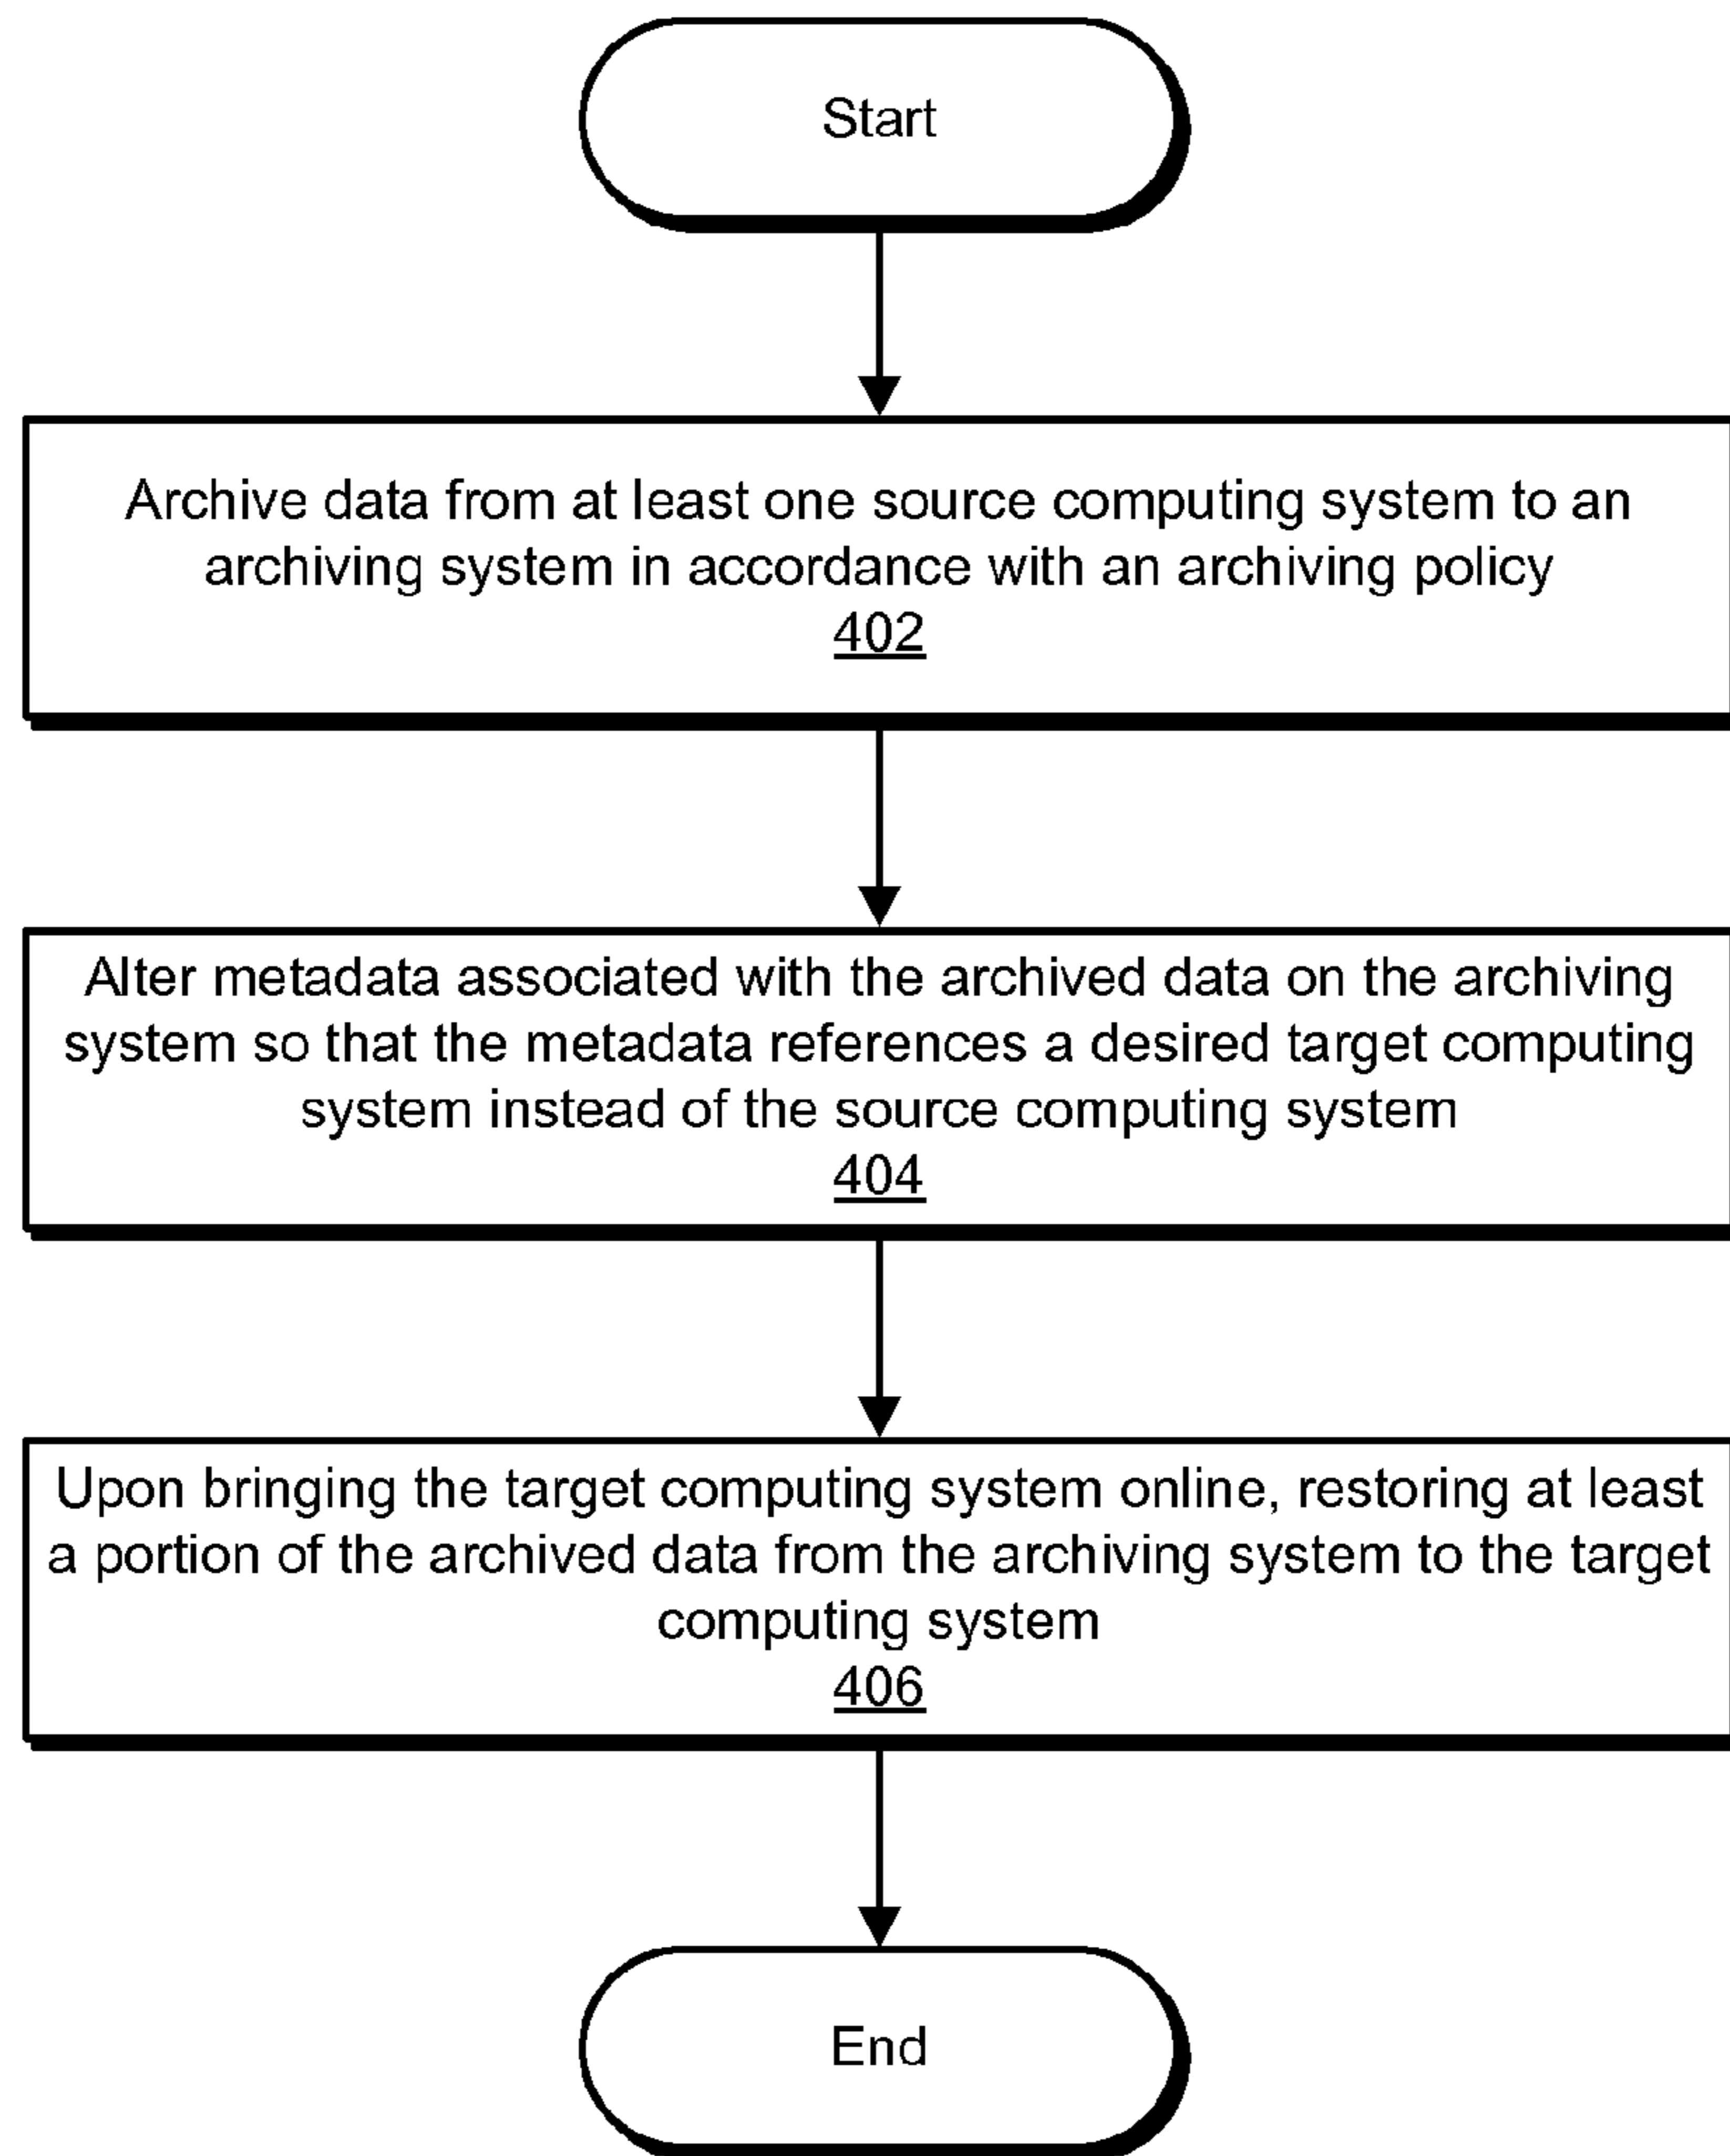 Start
Archive data from at least one source computing system to an
archiving system in accordance with an archiving policy
402
Alter metadata associated with the archived data on the archiving
system so that the metadata references a desired target computing
system instead of the source computing system
404
Upon bringing the target computing system online, restoring at least
a portion of the archived data from the archiving system to the target
computing system
406
End